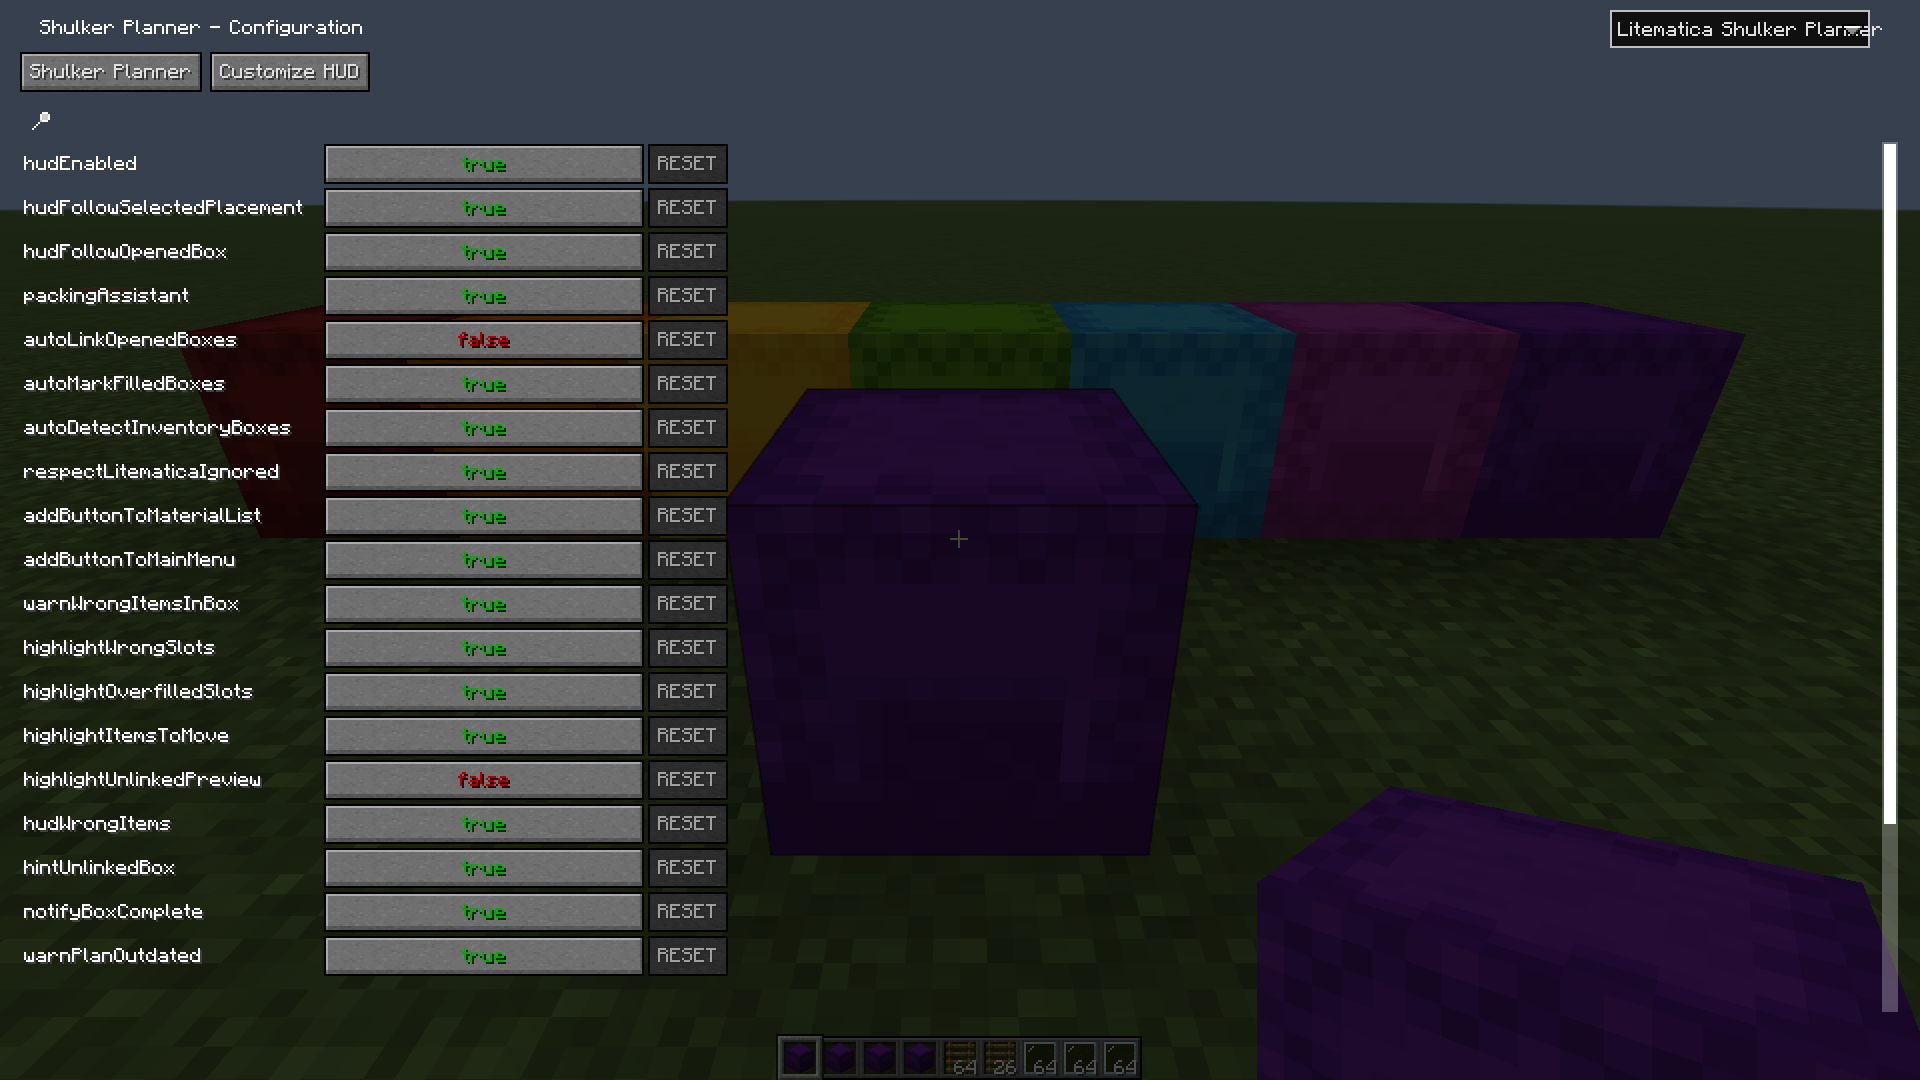 Shulker Planner - Configuration
Litematica Shulker Planner
Shulker Planner
Customize HUD
hudEnabled true RESET
hudFollowSelectedPlacement true RESET
hudFollowOpenedBox true RESET
packingAssistant true RESET
autoLinkOpenedBoxes false RESET
autoMarkFilledBoxes true RESET
autoDetectInventoryBoxes true RESET
respectLitematicaIgnored true RESET
addButtonToMaterialList true RESET
addButtonToMainMenu true RESET
warnWrongItemsInBox true RESET
highlightWrongSlots true RESET
highlightOverfilledSlots true RESET
highlightItemsToMove true RESET
highlightUnlinkedPreview false RESET
hudWrongItems true RESET
hintUnlinkedBox true RESET
notifyBoxComplete true RESET
warnPlanOutdated true RESET
64 26 64 64 64